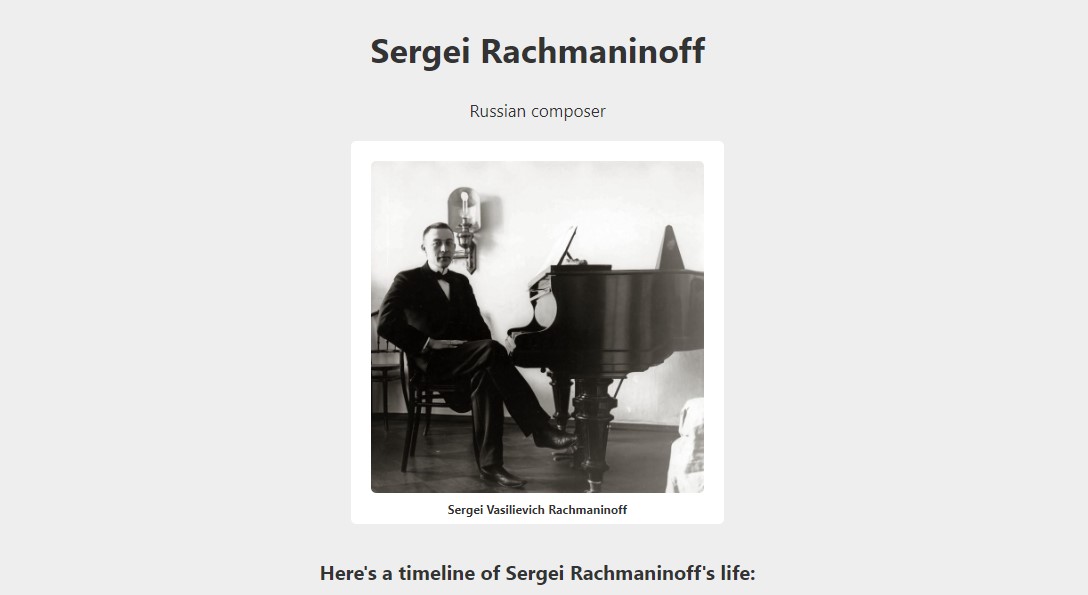 Sergei Rachmaninoff
Russian composer
Sergei Vasilievich Rachmaninoff
Here's a timeline of Sergei Rachmaninoff's life: